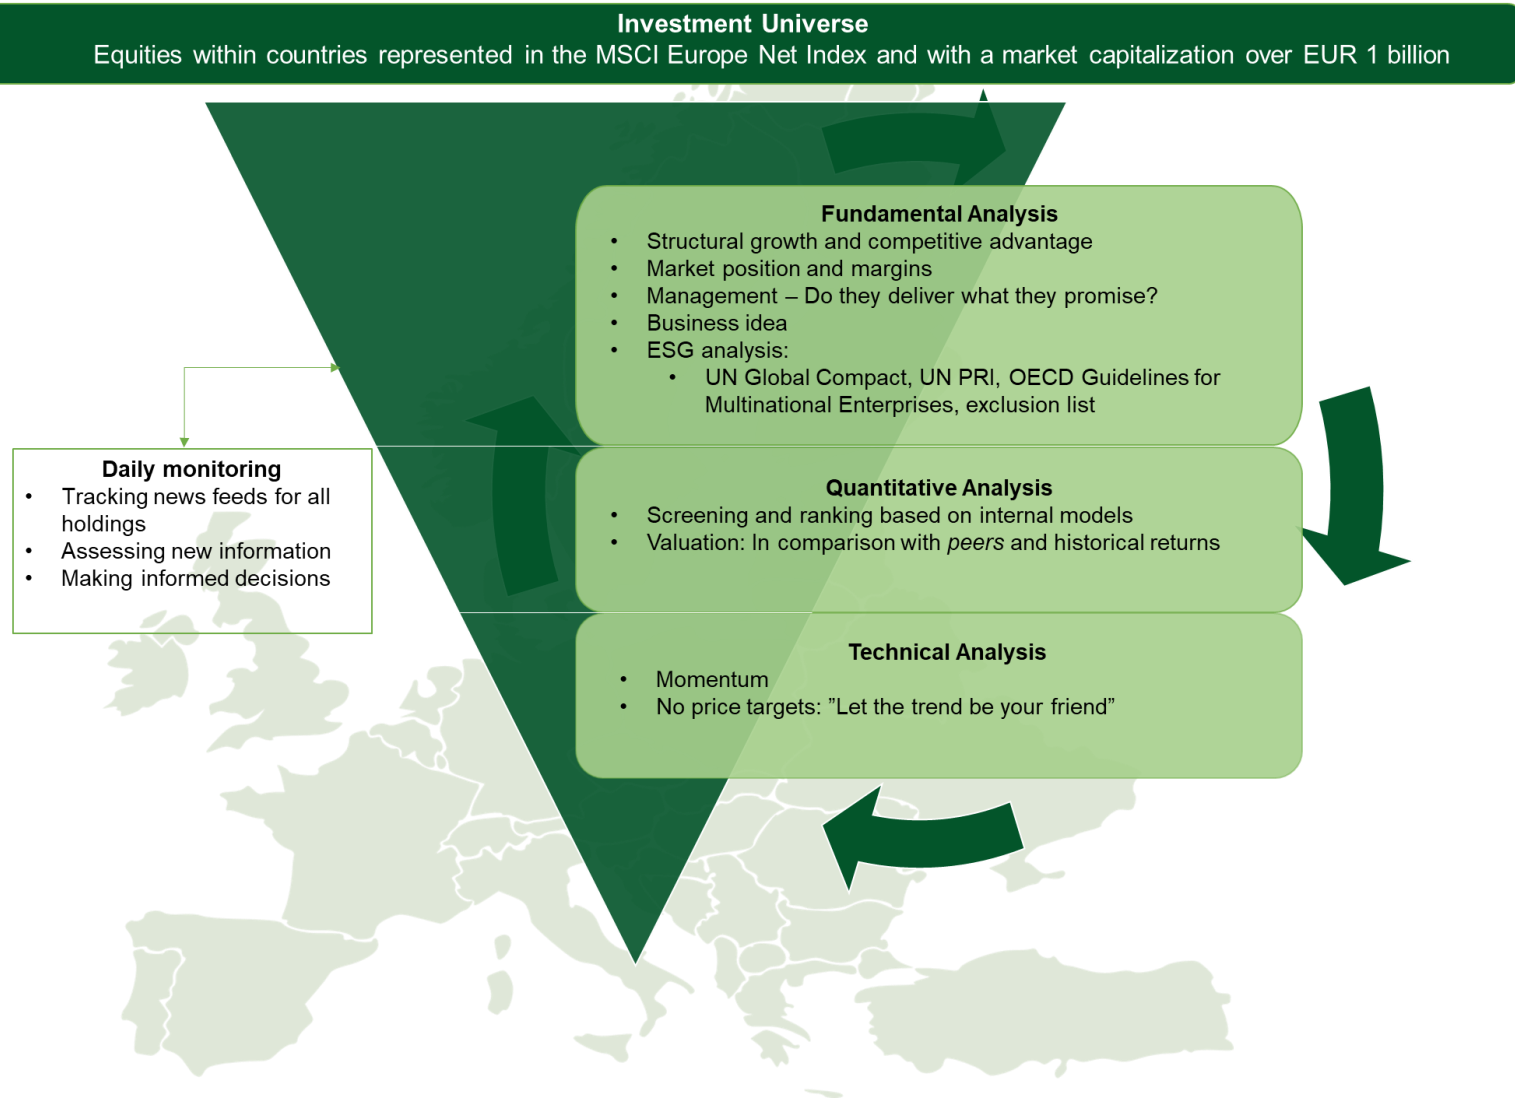 Investment Universe
Equities within countries represented in the MSCI Europe Net Index and with a market capitalization over EUR 1 billion
Fundamental Analysis
• Structural growth and competitive advantage
• Market position and margins
• Management – Do they deliver what they promise?
• Business idea
• ESG analysis:
• UN Global Compact, UN PRI, OECD Guidelines for
Multinational Enterprises, exclusion list
Daily monitoring
• Tracking news feeds for all
holdings
• Assessing new information
• Making informed decisions
Quantitative Analysis
• Screening and ranking based on internal models
• Valuation: In comparison with peers and historical returns
Technical Analysis
• Momentum
• No price targets: ”Let the trend be your friend”